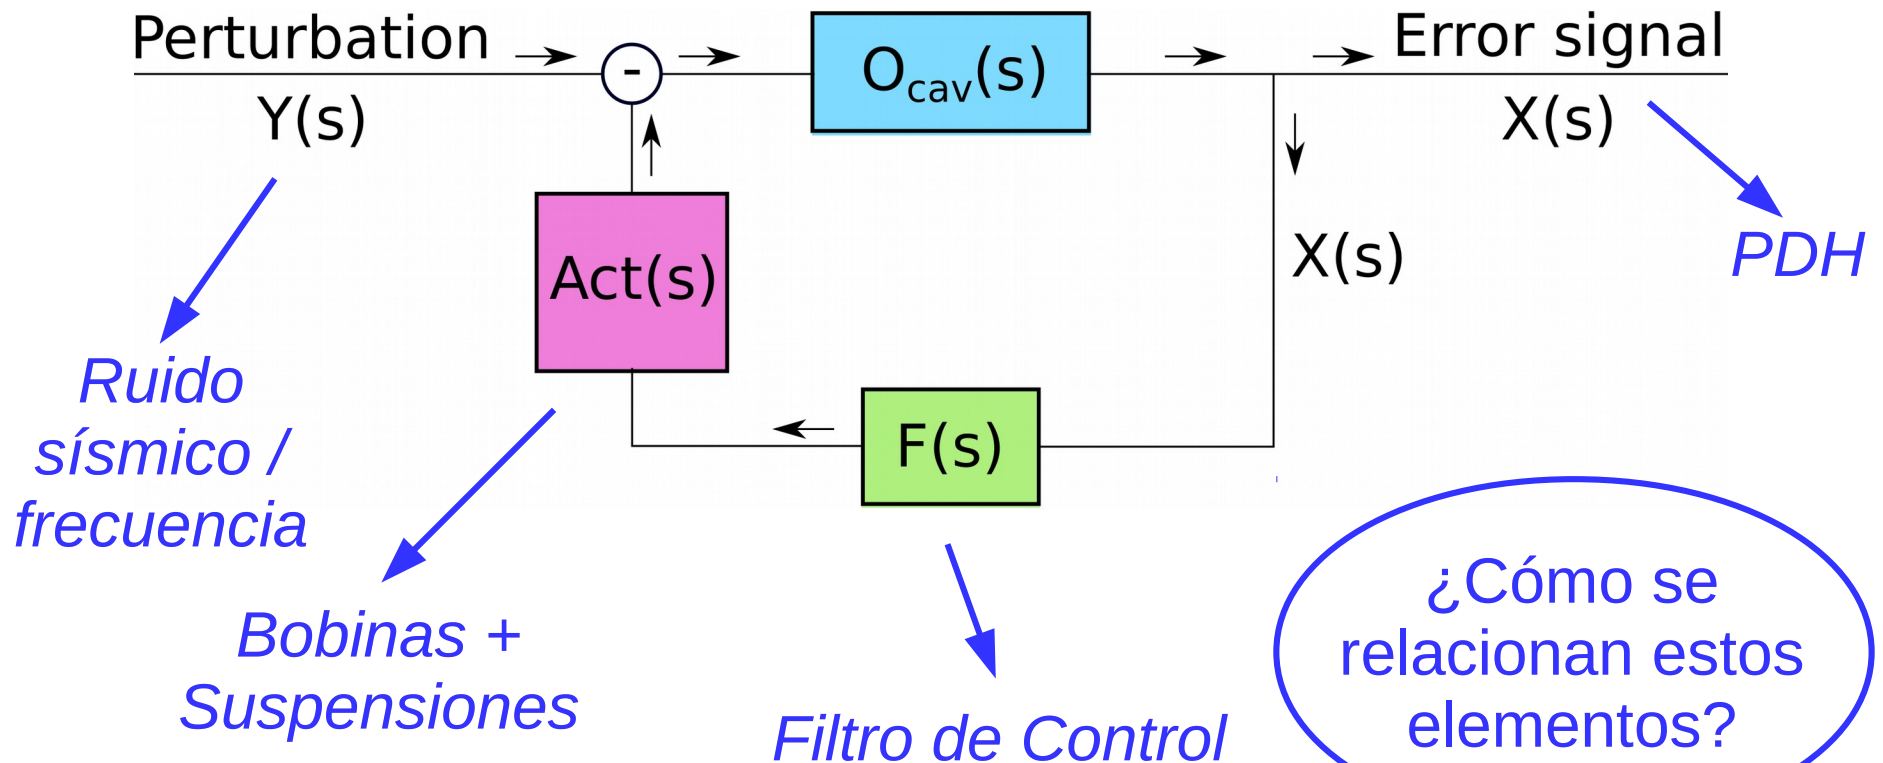 Perturbation
Error signal
-
O_cav(s)
Y(s)
X(s)
Act(s)
X(s)
PDH
Ruido
sísmico /
frecuencia
F(s)
Bobinas +
Suspensiones
Filtro de Control
¿Cómo se
relacionan estos
elementos?